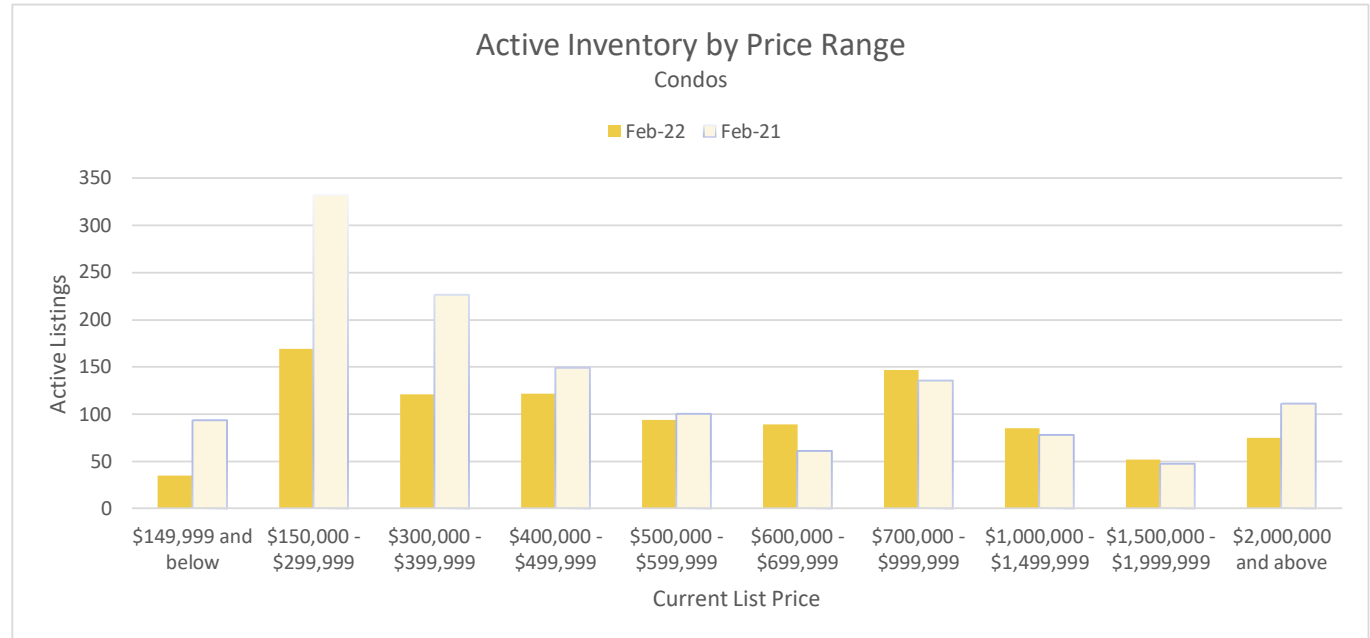 Active Inventory by Price Range
Condos
Feb-22 Feb-21
350
300
250
200
150
100
50
0
Active Listings
$149,999 and below
$150,000 - $299,999
$300,000 - $399,999
$400,000 - $499,999
$500,000 - $599,999
$600,000 - $699,999
$700,000 - $999,999
$1,000,000 - $1,499,999
$1,500,000 - $1,999,999
$2,000,000 and above
Current List Price